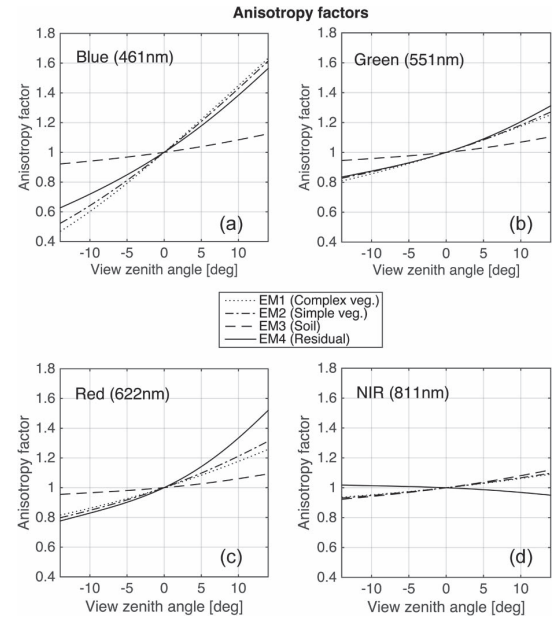 Anisotropy factors
1.8
1.6
1.4
1.2
1
0.8
0.6
0.4
Anisotropy factor
Blue (461nm)
(a)
-10 -5 0 5 10
View zenith angle [deg]
1.8
1.6
1.4
1.2
1
0.8
0.6
0.4
Anisotropy factor
Green (551nm)
(b)
-10 -5 0 5 10
View zenith angle [deg]
EM1 (Complex veg.)
EM2 (Simple veg.)
EM3 (Soil)
EM4 (Residual)
1.8
1.6
1.4
1.2
1
0.8
0.6
0.4
Anisotropy factor
Red (622nm)
(c)
-10 -5 0 5 10
View zenith angle [deg]
1.8
1.6
1.4
1.2
1
0.8
0.6
0.4
Anisotropy factor
NIR (811nm)
(d)
-10 -5 0 5 10
View zenith angle [deg]